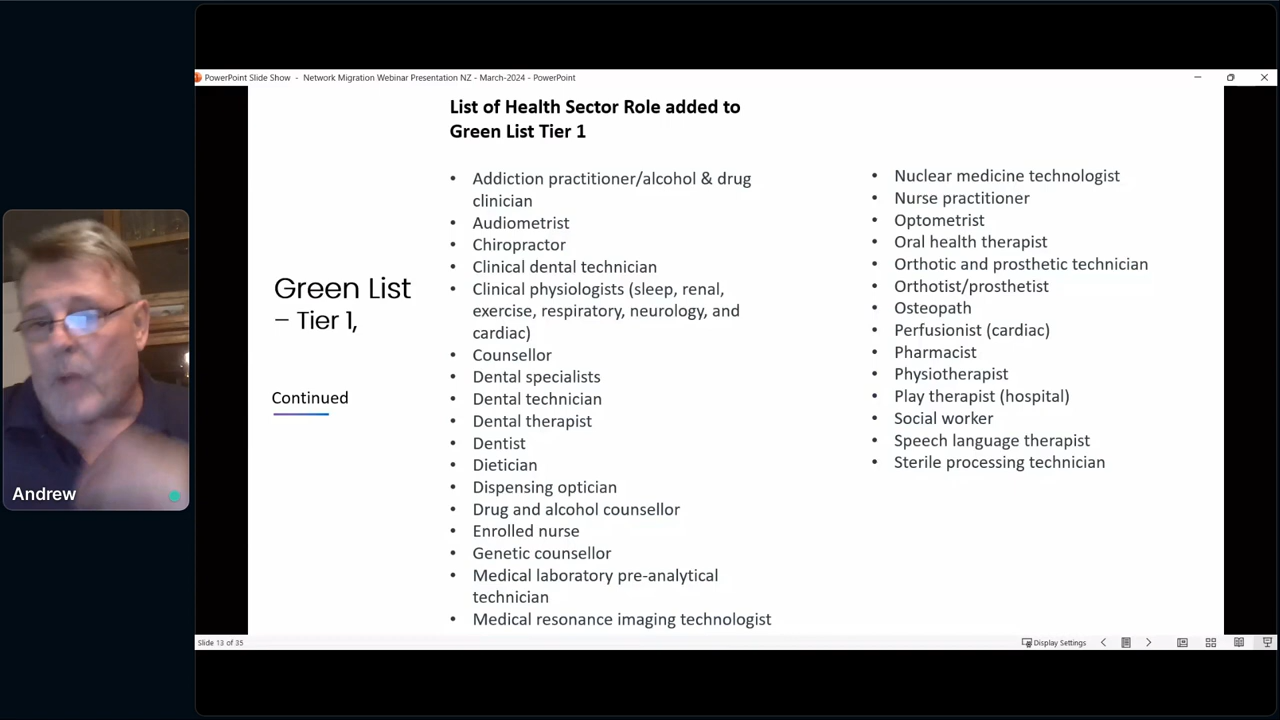 PowerPoint Slide Show - Network Migration Webinar Presentation NZ - March-2024 - PowerPoint
List of Health Sector Role added to
Green List Tier 1
Green List
– Tier 1,
Continued
• Addiction practitioner/alcohol & drug
clinician
• Audiometrist
• Chiropractor
• Clinical dental technician
• Clinical physiologists (sleep, renal,
exercise, respiratory, neurology, and
cardiac)
• Counsellor
• Dental specialists
• Dental technician
• Dental therapist
• Dentist
• Dietician
• Dispensing optician
• Drug and alcohol counsellor
• Enrolled nurse
• Genetic counsellor
• Medical laboratory pre-analytical
technician
• Medical resonance imaging technologist
• Nuclear medicine technologist
• Nurse practitioner
• Optometrist
• Oral health therapist
• Orthotic and prosthetic technician
• Orthotist/prosthetist
• Osteopath
• Perfusionist (cardiac)
• Pharmacist
• Physiotherapist
• Play therapist (hospital)
• Social worker
• Speech language therapist
• Sterile processing technician
Andrew
Slide 13 of 35
Display Settings